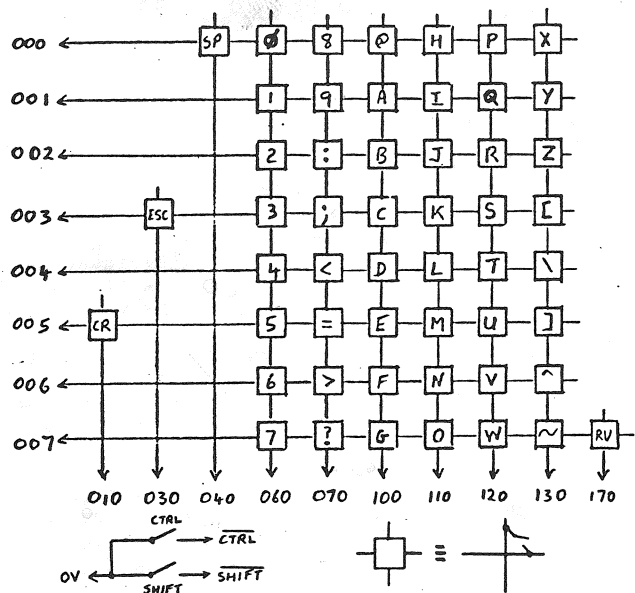 000 SP Ø 8 @ H P X
001 1 9 A I Q Y
002 2 : B J R Z
003 ESC 3 ; C K S [
004 4 < D L T \
005 CR 5 = E M U ]
006 6 > F N V ^
007 7 ? G O W ~ RV
010 030 040 060 070 100 110 120 130 170
CTRL CTRL
0V SHIFT SHIFT ≡